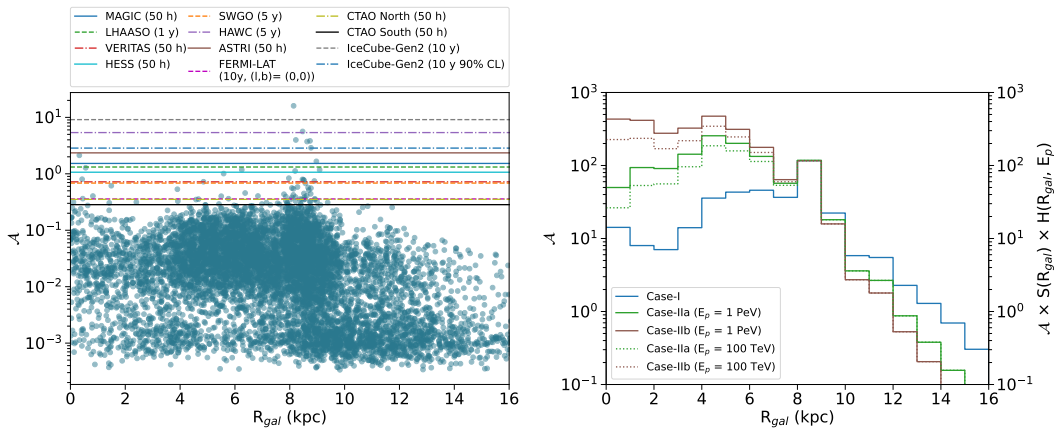 MAGIC (50 h)
LHAASO (1 y)
VERITAS (50 h)
HESS (50 h)
SWGO (5 y)
HAWC (5 y)
ASTRI (50 h)
FERMI-LAT
(10y, (l,b)= (0,0))
CTAO North (50 h)
CTAO South (50 h)
IceCube-Gen2 (10 y)
IceCube-Gen2 (10 y 90% CL)
10¹
10⁰
10⁻¹
10⁻²
10⁻³
𝒜
0 2 4 6 8 10 12 14 16
R_gal (kpc)
10³
10²
10¹
10⁰
10⁻¹
𝒜
Case-I
Case-IIa (E_p = 1 PeV)
Case-IIb (E_p = 1 PeV)
Case-IIa (E_p = 100 TeV)
Case-IIb (E_p = 100 TeV)
0 2 4 6 8 10 12 14 16
R_gal (kpc)
10³
10²
10¹
10⁰
10⁻¹
𝒜 × S(R_gal) × H(R_gal, E_p)